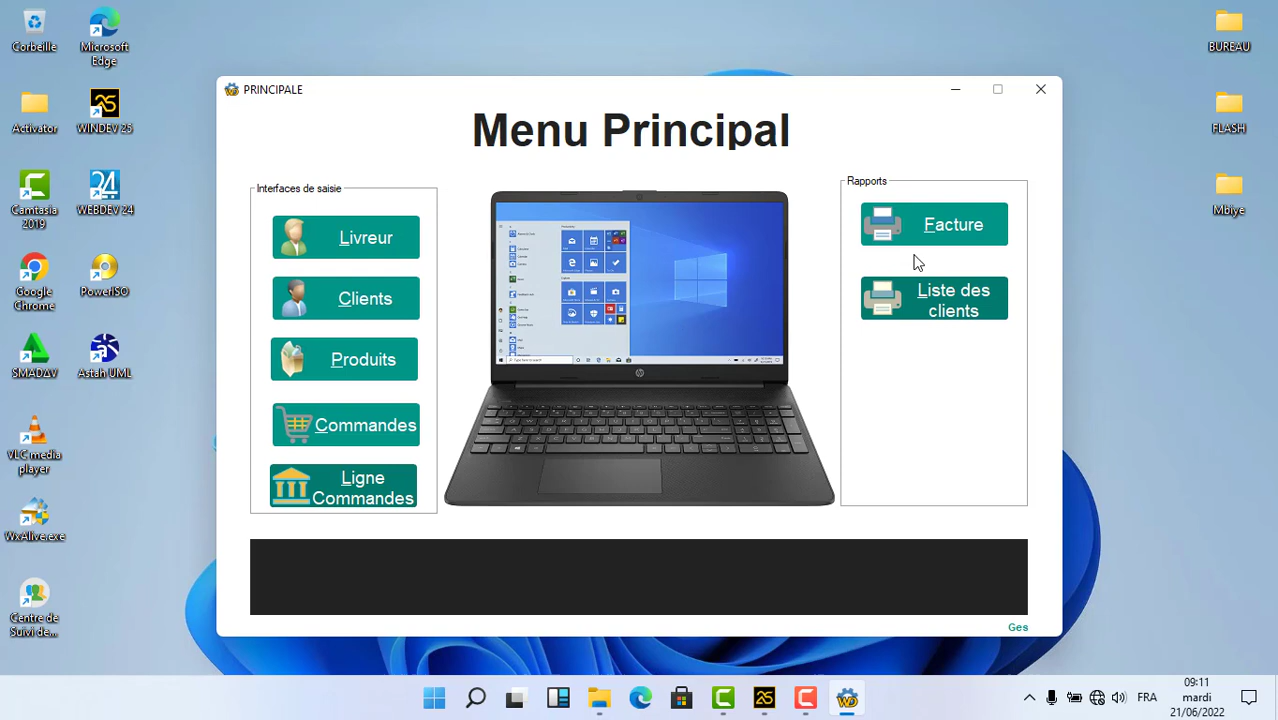 Corbeille
Microsoft
Edge
Activator
WINDEV 25
Camtasia
2019
WEBDEV 24
Google
Chrome
PowerISO
SMADΔV
Astah UML
VLC media
player
WxAlive.exe
Centre de
Suivi de...
BUREAU
FLASH
Mbiye
PRINCIPALE
Menu Principal
Interfaces de saisie
Livreur
Clients
Produits
Commandes
Ligne
Commandes
Rapports
Facture
Liste des
clients
Ges
FRA
09:11
mardi
21/06/2022